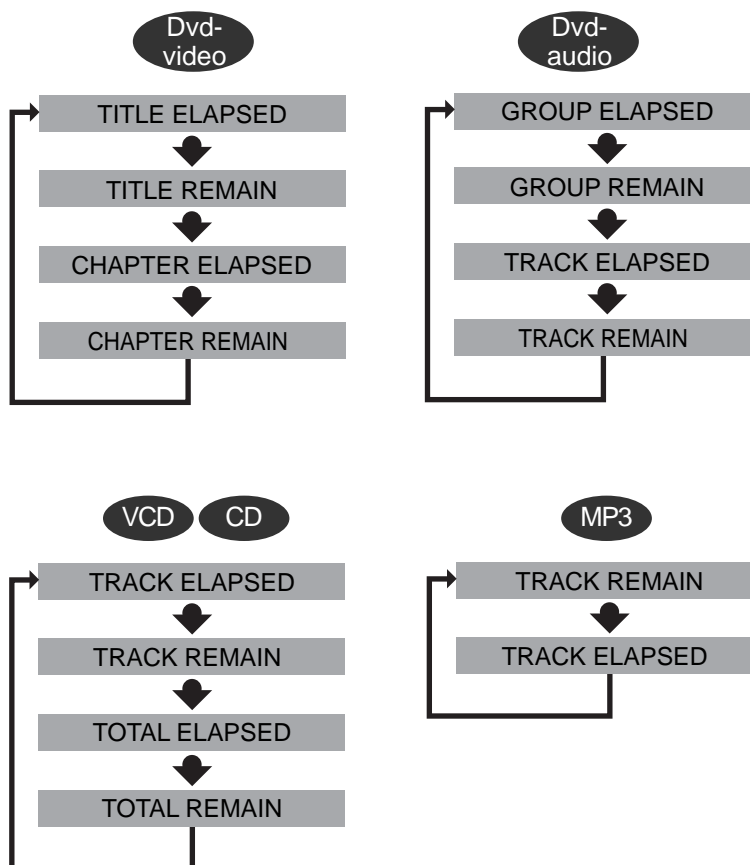 Dvd-
video
TITLE ELAPSED
TITLE REMAIN
CHAPTER ELAPSED
CHAPTER REMAIN
Dvd-
audio
GROUP ELAPSED
GROUP REMAIN
TRACK ELAPSED
TRACK REMAIN
VCD CD
TRACK ELAPSED
TRACK REMAIN
TOTAL ELAPSED
TOTAL REMAIN
MP3
TRACK REMAIN
TRACK ELAPSED